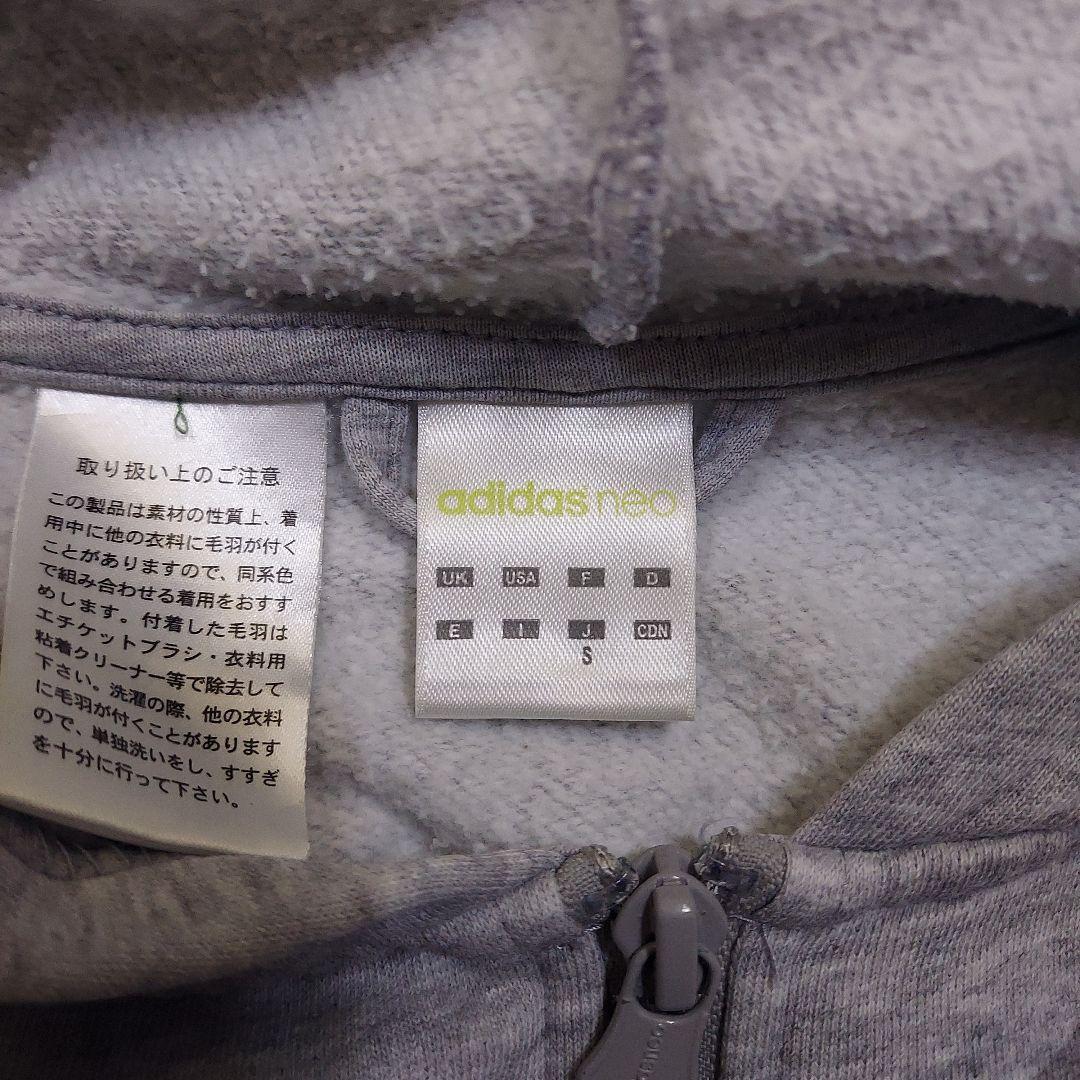 取り扱い上のご注意
この製品は素材の性質上、着
用中に他の衣料に毛羽が付く
ことがありますので、同系色
で組み合わせる着用をおすす
めします。付着した毛羽は
エチケットブラシ・衣料用
粘着クリーナー等で除去して
下さい。洗濯の際、他の衣料
に毛羽が付くことがあります
ので、単独洗いをし、すすぎ
を十分に行って下さい。
adidas neo
UK USA F D
E I J CDN
S